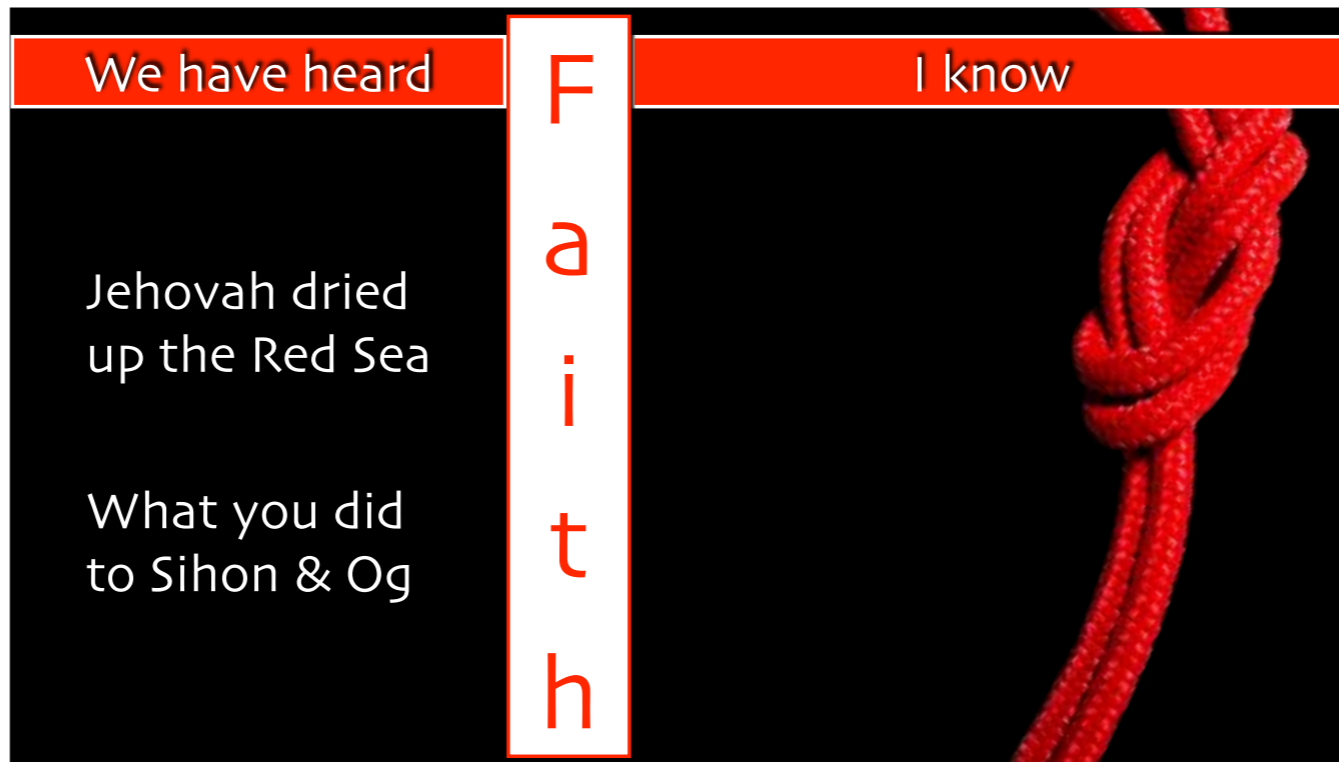 We have heard
Jehovah dried
up the Red Sea
What you did
to Sihon & Og
F
a
i
t
h
I know